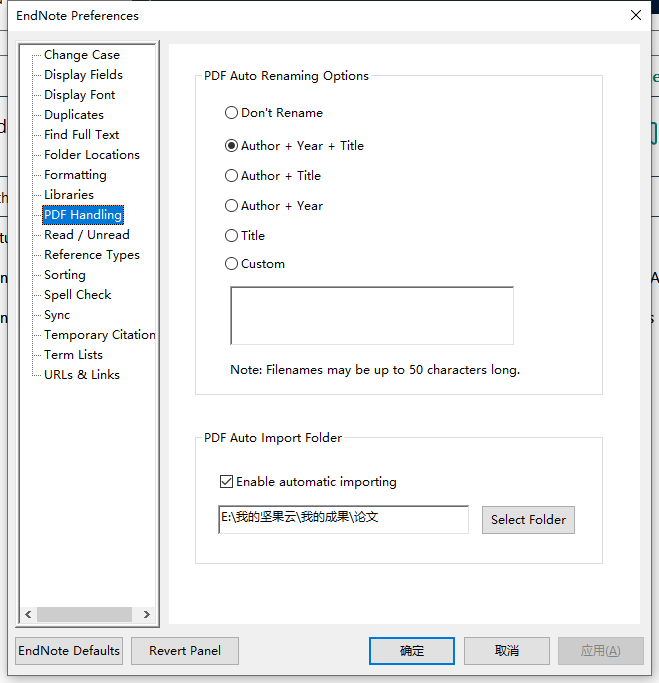 EndNote Preferences
Change Case
Display Fields
Display Font
Duplicates
Find Full Text
Folder Locations
Formatting
Libraries
PDF Handling
Read / Unread
Reference Types
Sorting
Spell Check
Sync
Temporary Citation
Term Lists
URLs & Links
PDF Auto Renaming Options
Don't Rename
Author + Year + Title
Author + Title
Author + Year
Title
Custom
Note: Filenames may be up to 50 characters long.
PDF Auto Import Folder
Enable automatic importing
E:\我的坚果云\我的成果\论文
Select Folder
EndNote Defaults
Revert Panel
确定
取消
应用(A)